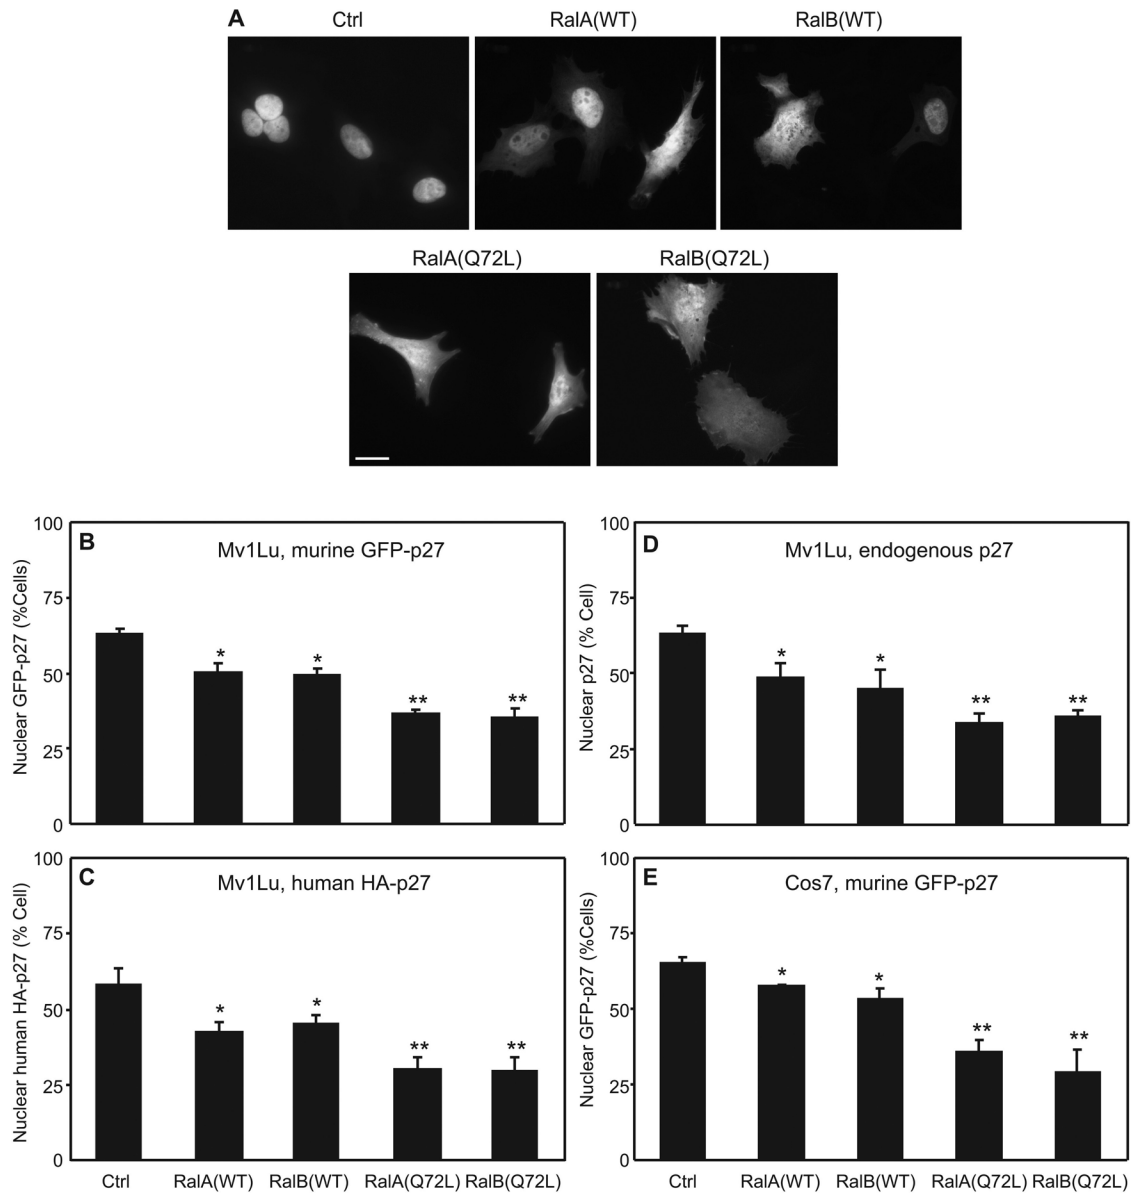 A Ctrl RalA(WT) RalB(WT)
RalA(Q72L) RalB(Q72L)
B Mv1Lu, murine GFP-p27
Nuclear GFP-p27 (%Cells)
100
75
50
25
0
* * ** **
D Mv1Lu, endogenous p27
Nuclear p27 (% Cell)
100
75
50
25
0
* * ** **
C Mv1Lu, human HA-p27
Nuclear human HA-p27 (% Cell)
100
75
50
25
0
* * ** **
Ctrl RalA(WT) RalB(WT) RalA(Q72L) RalB(Q72L)
E Cos7, murine GFP-p27
Nuclear GFP-p27 (%Cells)
100
75
50
25
0
* * ** **
Ctrl RalA(WT) RalB(WT) RalA(Q72L) RalB(Q72L)